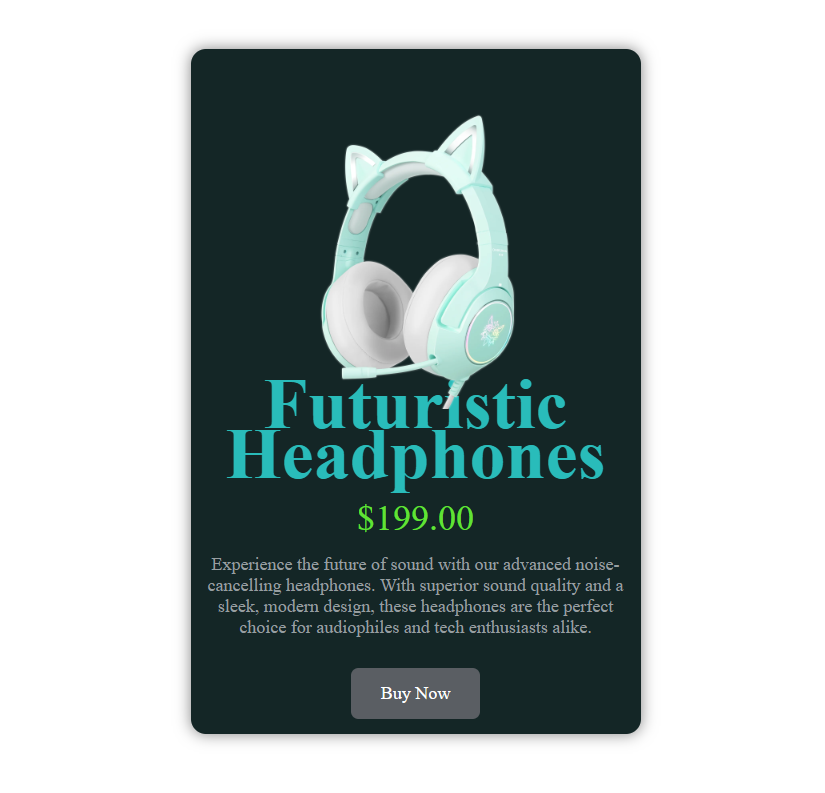 Futuristic
Headphones
$199.00
Experience the future of sound with our advanced noise-
cancelling headphones. With superior sound quality and a
sleek, modern design, these headphones are the perfect
choice for audiophiles and tech enthusiasts alike.
Buy Now